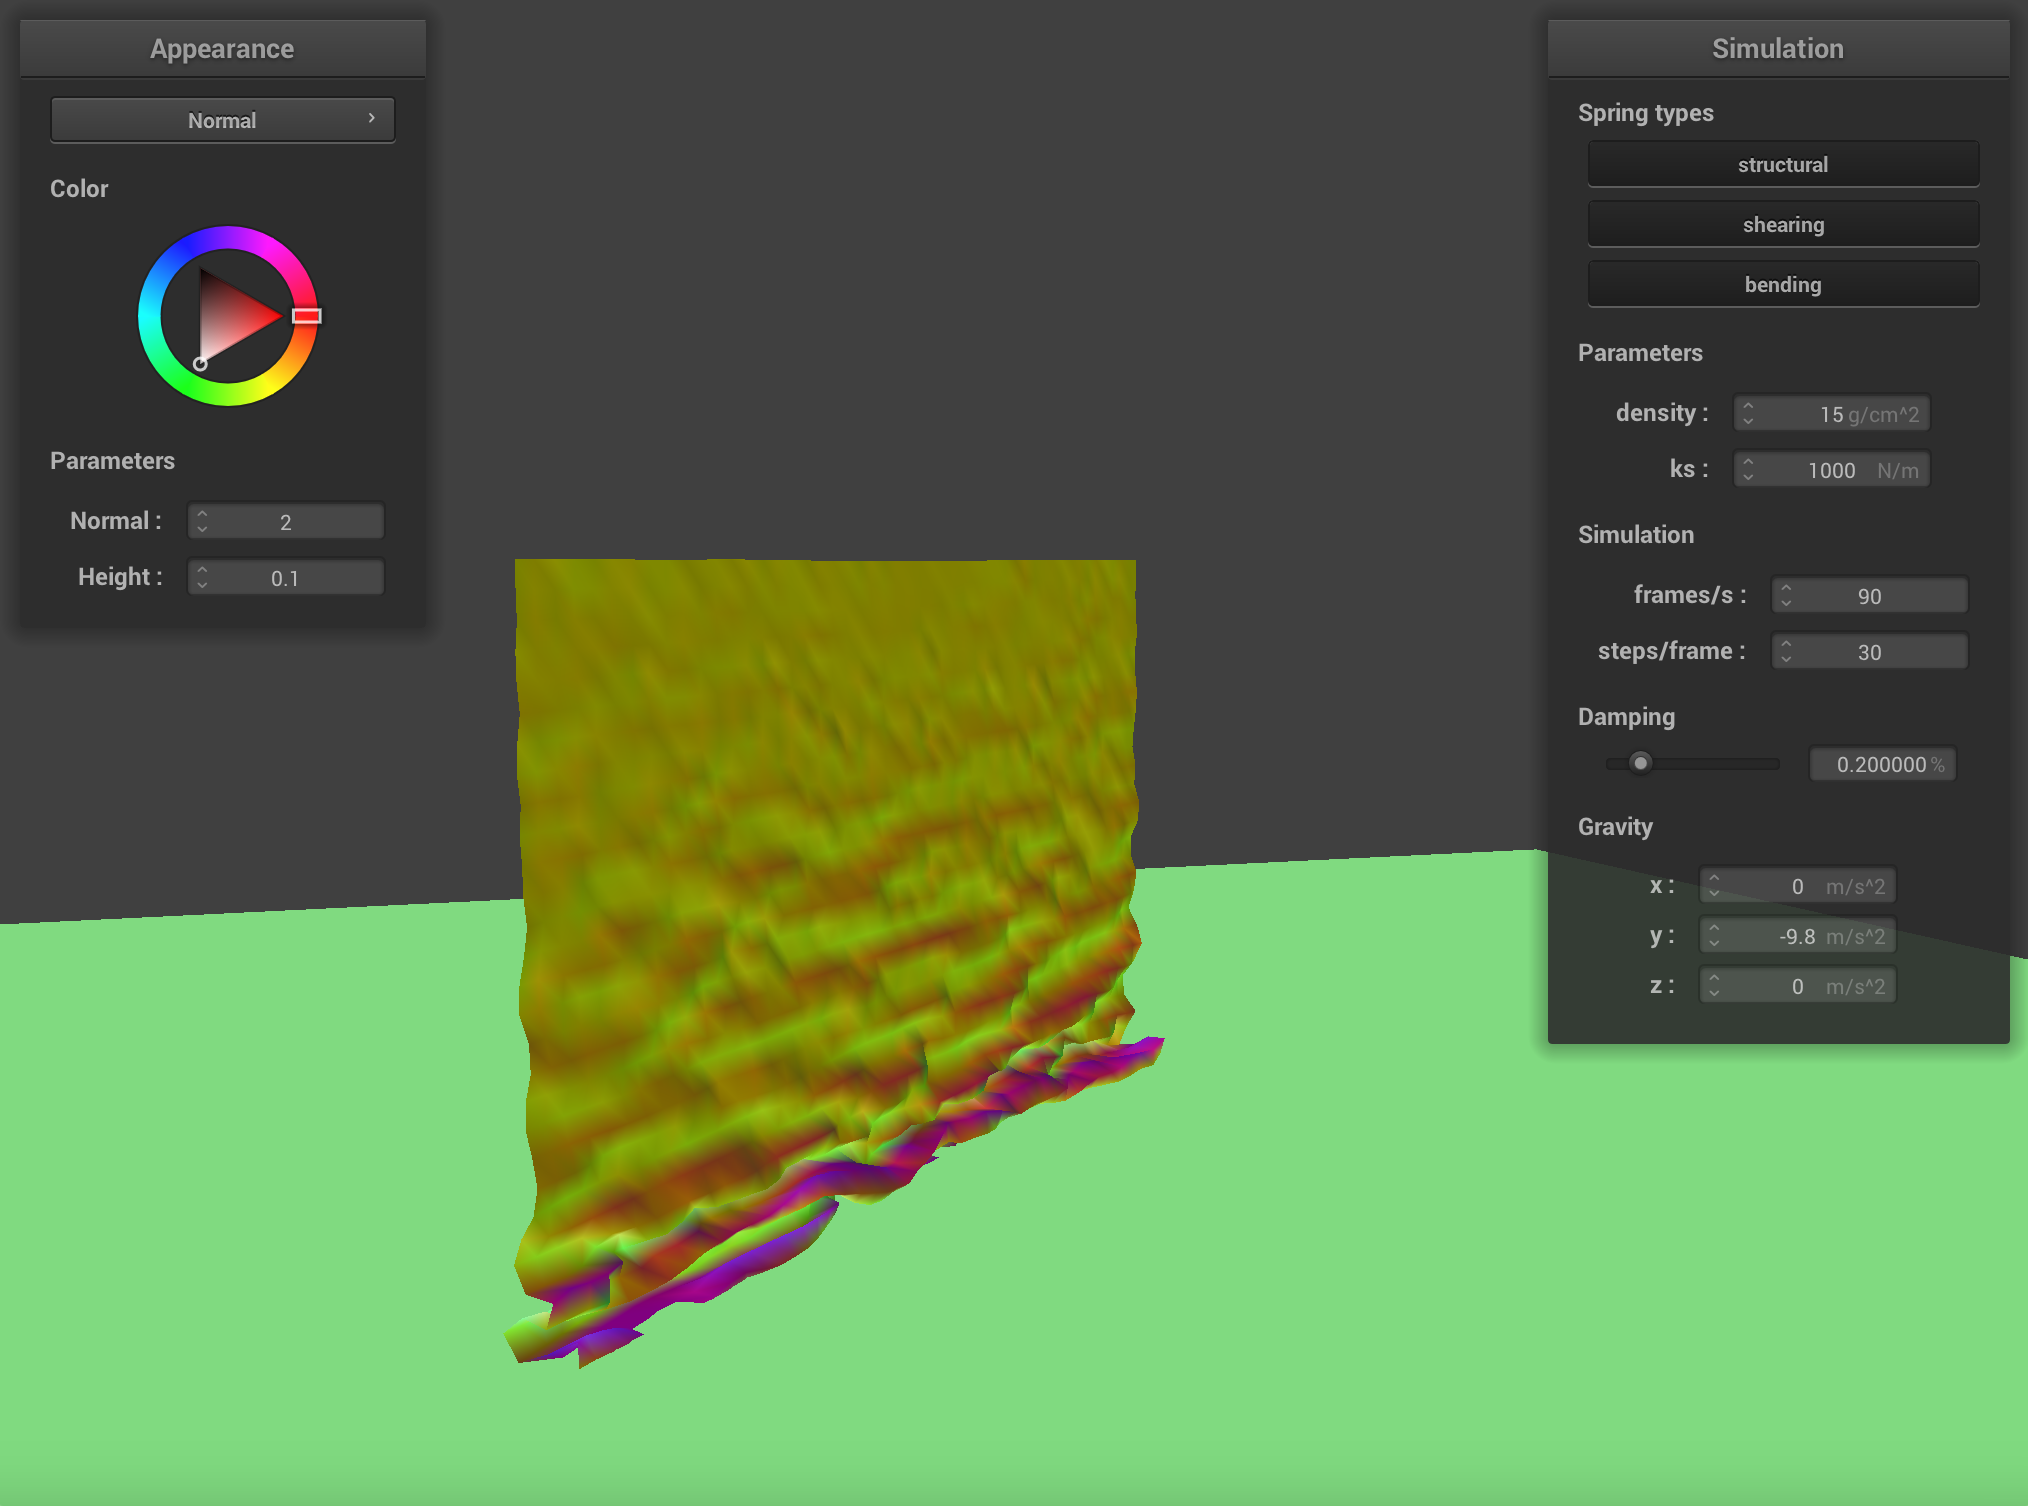 Appearance
Normal
Color
Parameters
Normal : 2
Height : 0.1
Simulation
Spring types
structural
shearing
bending
Parameters
density : 15 g/cm^2
ks : 1000 N/m
Simulation
frames/s : 90
steps/frame : 30
Damping
0.200000 %
Gravity
x : 0 m/s^2
y : -9.8 m/s^2
z : 0 m/s^2